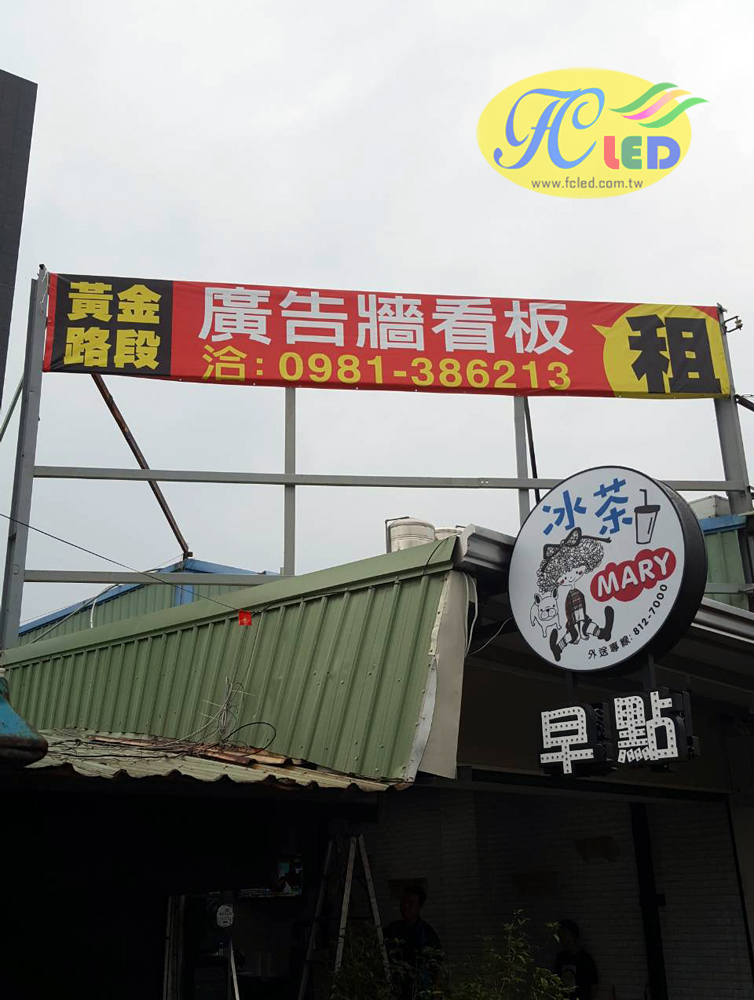 FC LED
www.fcled.com.tw
黃金
路段
廣告牆看板
洽：0981-386213
租
冰茶
MARY
外送專線：812-7000
早點